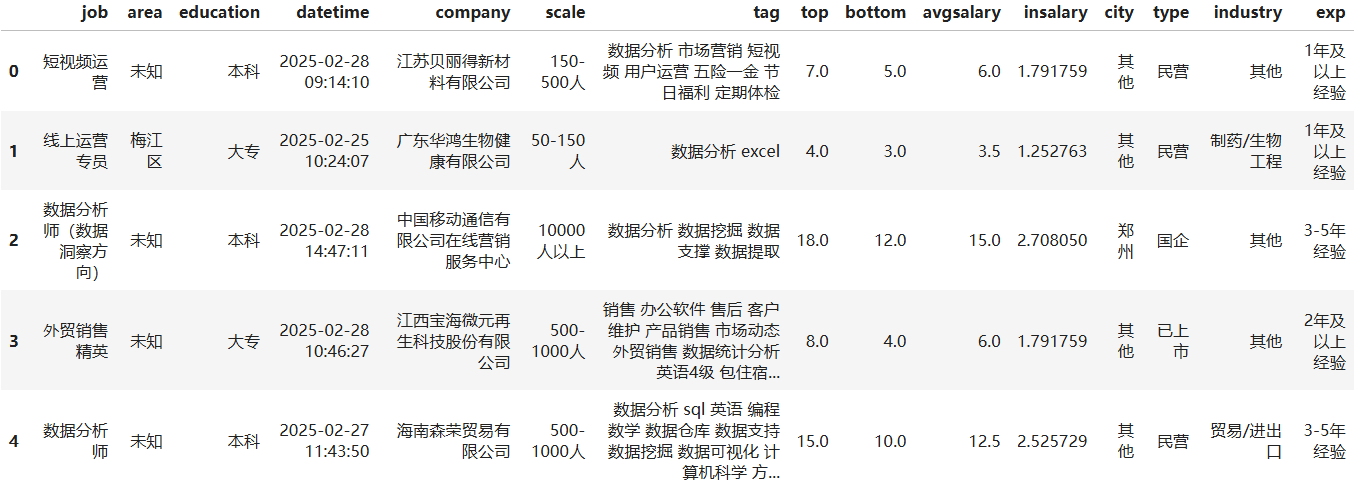 job area education datetime company scale tag top bottom avgsalary insalary city type industry exp
0 短视频运营 未知 本科 2025-02-28 09:14:10 江苏贝丽得新材料有限公司 150-500人 数据分析 市场营销 短视频 用户运营 五险一金 节日福利 定期体检 7.0 5.0 6.0 1.791759 其他 民营 其他 1年及以上经验
1 线上运营专员 梅江区 大专 2025-02-25 10:24:07 广东华鸿生物健康有限公司 50-150人 数据分析 excel 4.0 3.0 3.5 1.252763 其他 民营 制药/生物工程 1年及以上经验
2 数据分析师（数据洞察方向） 未知 本科 2025-02-28 14:47:11 中国移动通信有限公司在线营销服务中心 10000人以上 数据分析 数据挖掘 数据支撑 数据提取 18.0 12.0 15.0 2.708050 郑州 国企 其他 3-5年经验
3 外贸销售精英 未知 大专 2025-02-28 10:46:27 江西宝海微元再生科技股份有限公司 500-1000人 销售 办公软件 售后 客户维护 产品销售 市场动态 外贸销售 数据统计分析 英语4级 包住宿... 8.0 4.0 6.0 1.791759 其他 已上市 其他 2年及以上经验
4 数据分析师 未知 本科 2025-02-27 11:43:50 海南森荣贸易有限公司 500-1000人 数据分析 sql 英语 编程 数学 数据仓库 数据支持 数据挖掘 数据可视化 计算机科学 方... 15.0 10.0 12.5 2.525729 其他 民营 贸易/进出口 3-5年经验